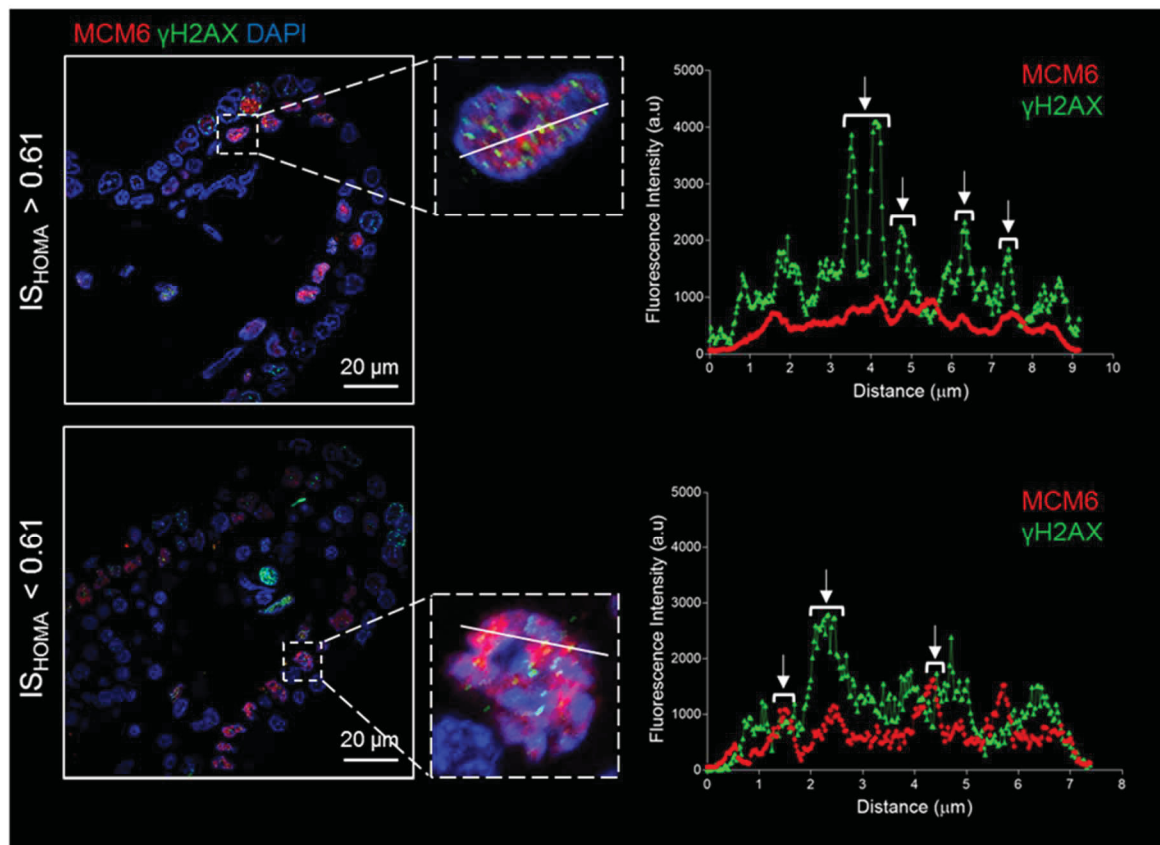 MCM6 γH2AX DAPI
IS_HOMA > 0.61
20 µm
5000
4000
3000
2000
1000
0
Fluorescence Intensity (a.u)
MCM6
γH2AX
0 1 2 3 4 5 6 7 8 9 10
Distance (µm)
IS_HOMA < 0.61
20 µm
5000
4000
3000
2000
1000
0
Fluorescence Intensity (a.u)
MCM6
γH2AX
0 1 2 3 4 5 6 7 8
Distance (µm)